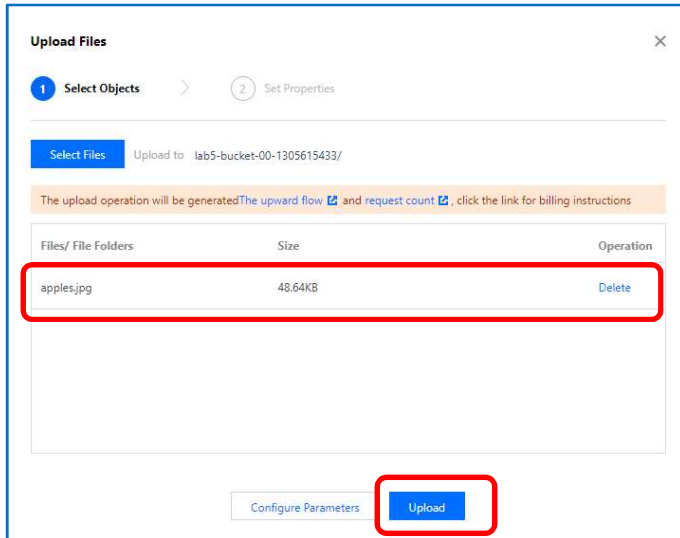 Upload Files
1 Select Objects 2 Set Properties
Select Files Upload to lab5-bucket-00-1305615433/
The upload operation will be generatedThe upward flow and request count , click the link for billing instructions
Files/ File Folders Size Operation
apples.jpg 48.64KB Delete
Configure Parameters Upload